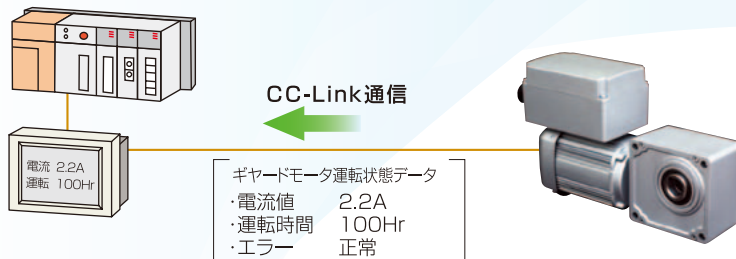 CC-Link通信
電流 2.2A
運転 100Hr
ギヤードモータ運転状態データ
・電流値 2.2A
・運転時間 100Hr
・エラー 正常